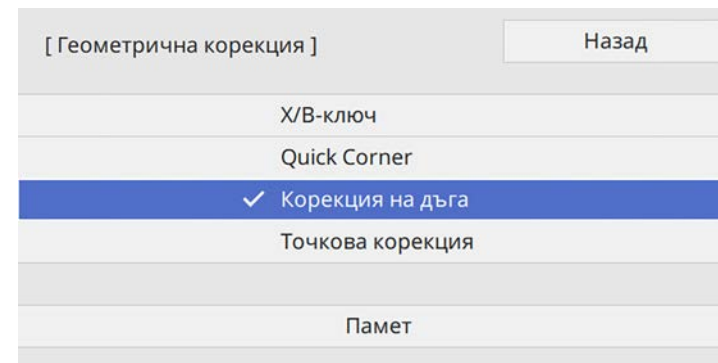 [ Геометрична корекция ]
Назад
Х/В-ключ
Quick Corner
Корекция на дъга
Точкова корекция
Памет